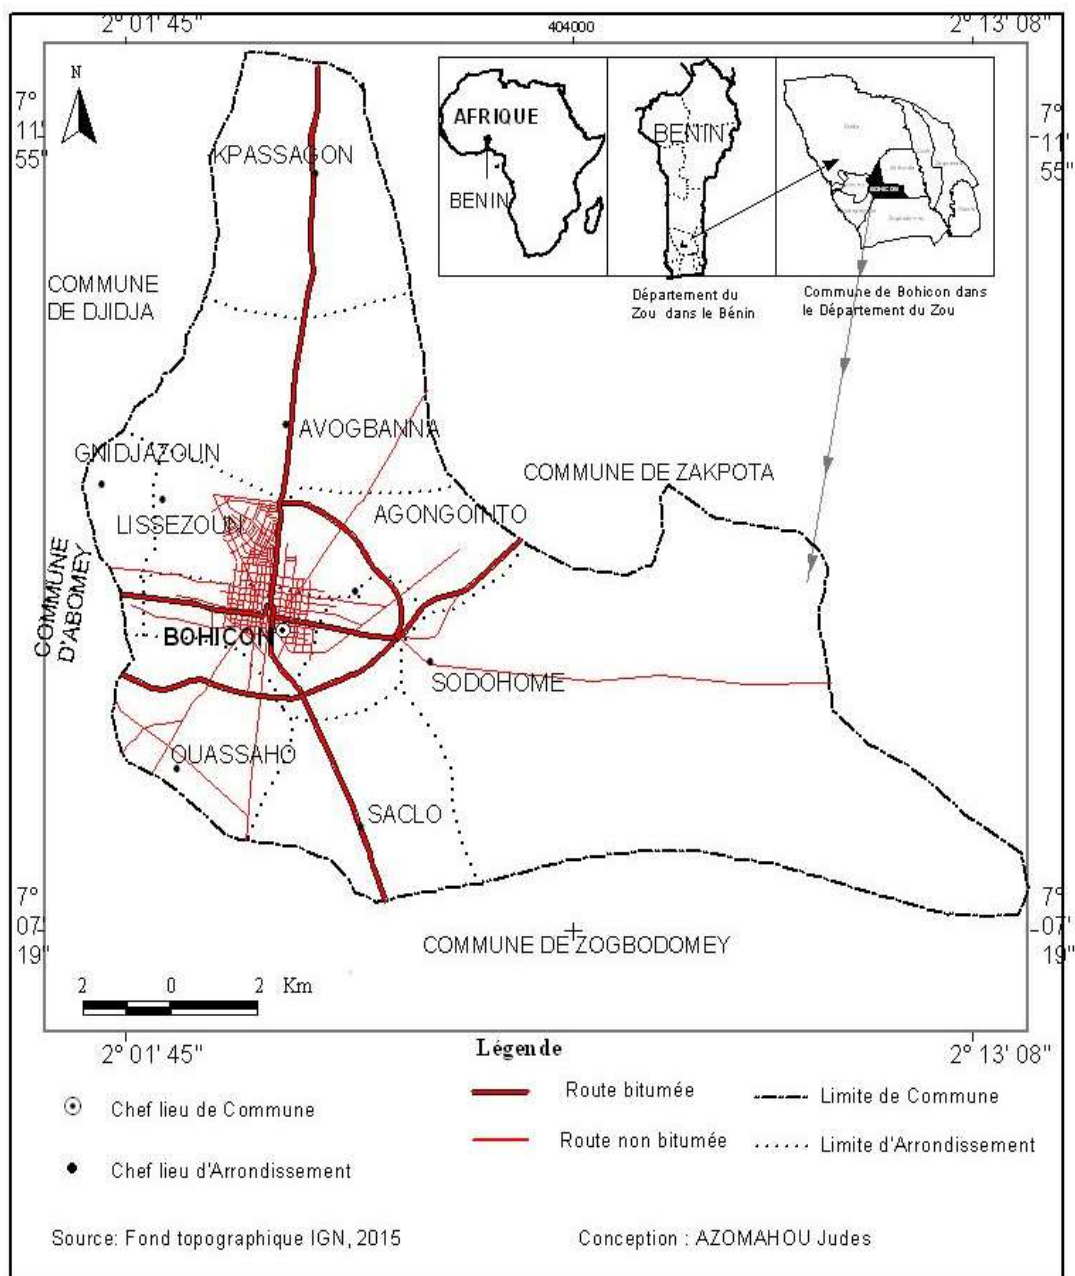 2° 01' 45"
404000
2° 13' 08"
N
7°
11'
55"
7°
11'
55"
KPASSAGON
AFRIQUE
BENIN
BENIN
BOHICON
COMMUNE
DE DJIDJA
Département du
Zou dans le Bénin
Commune de Bohicon dans
le Département du Zou
AVOGBANNA
GNIDJAZOUN
COMMUNE DE ZAKPOTA
LISSEZOUN
AGONGOINTO
COMMUNE
D'ABOMEY
BOHICON
SODOHOME
OUASSAHO
SACLO
7°
07'
19"
7°
07'
19"
COMMUNE DE ZOGBODOMEY
2 0 2 Km
2° 01' 45"
2° 13' 08"
Légende
Chef lieu de Commune
Route bitumée
Limite de Commune
Chef lieu d'Arrondissement
Route non bitumée
Limite d'Arrondissement
Source: Fond topographique IGN, 2015
Conception : AZOMAHOU Judes